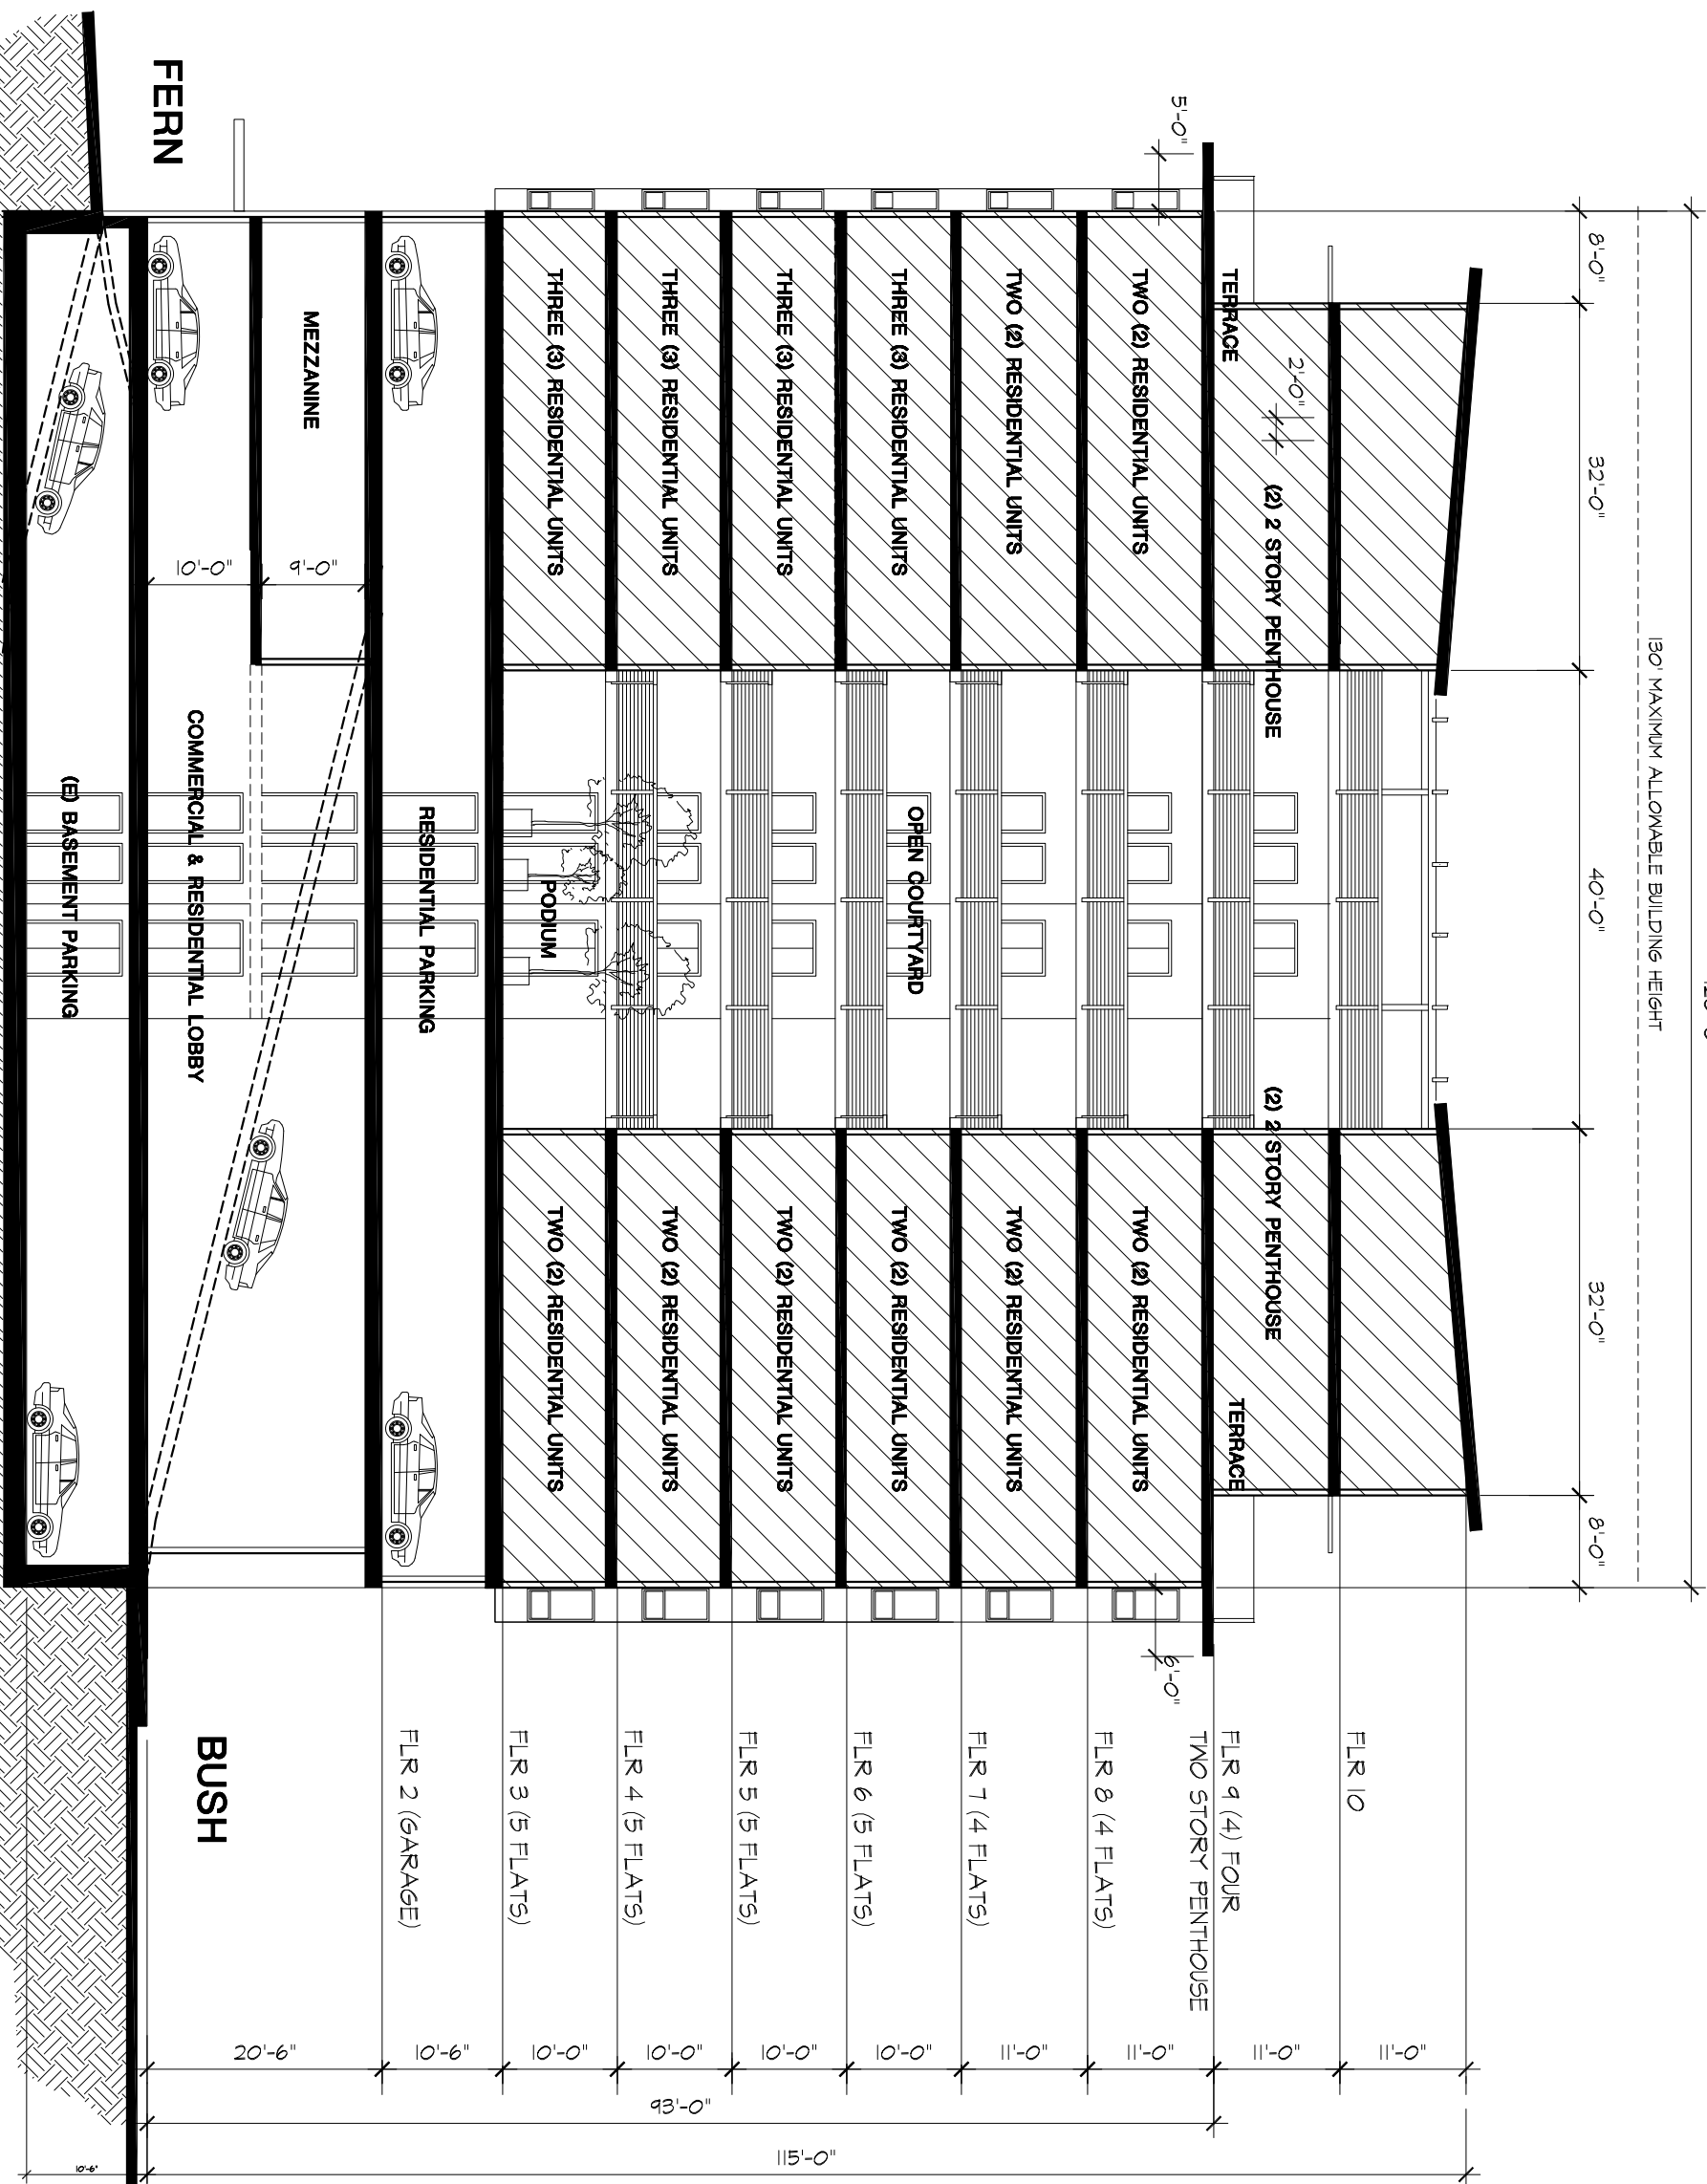 130' MAXIMUM ALLOWABLE BUILDING HEIGHT
8'-0"
32'-0"
40'-0"
32'-0"
8'-0"
5'-0"
6'-0"
2'-0"
TERRACE
(2) 2 STORY PENTHOUSE
(2) 2 STORY PENTHOUSE
TERRACE
TWO (2) RESIDENTIAL UNITS
TWO (2) RESIDENTIAL UNITS
TWO (2) RESIDENTIAL UNITS
TWO (2) RESIDENTIAL UNITS
THREE (3) RESIDENTIAL UNITS
OPEN COURTYARD
TWO (2) RESIDENTIAL UNITS
THREE (3) RESIDENTIAL UNITS
TWO (2) RESIDENTIAL UNITS
THREE (3) RESIDENTIAL UNITS
TWO (2) RESIDENTIAL UNITS
THREE (3) RESIDENTIAL UNITS
PODIUM
TWO (2) RESIDENTIAL UNITS
RESIDENTIAL PARKING
MEZZANINE
9'-0"
10'-0"
COMMERCIAL & RESIDENTIAL LOBBY
(E) BASEMENT PARKING
FERN
BUSH
FLR 10
FLR 9 (4) FOUR
TWO STORY PENTHOUSE
FLR 8 (4 FLATS)
FLR 7 (4 FLATS)
FLR 6 (5 FLATS)
FLR 5 (5 FLATS)
FLR 4 (5 FLATS)
FLR 3 (5 FLATS)
FLR 2 (GARAGE)
11'-0"
11'-0"
11'-0"
11'-0"
10'-0"
10'-0"
10'-0"
10'-0"
10'-6"
20'-6"
93'-0"
115'-0"
10'-6"